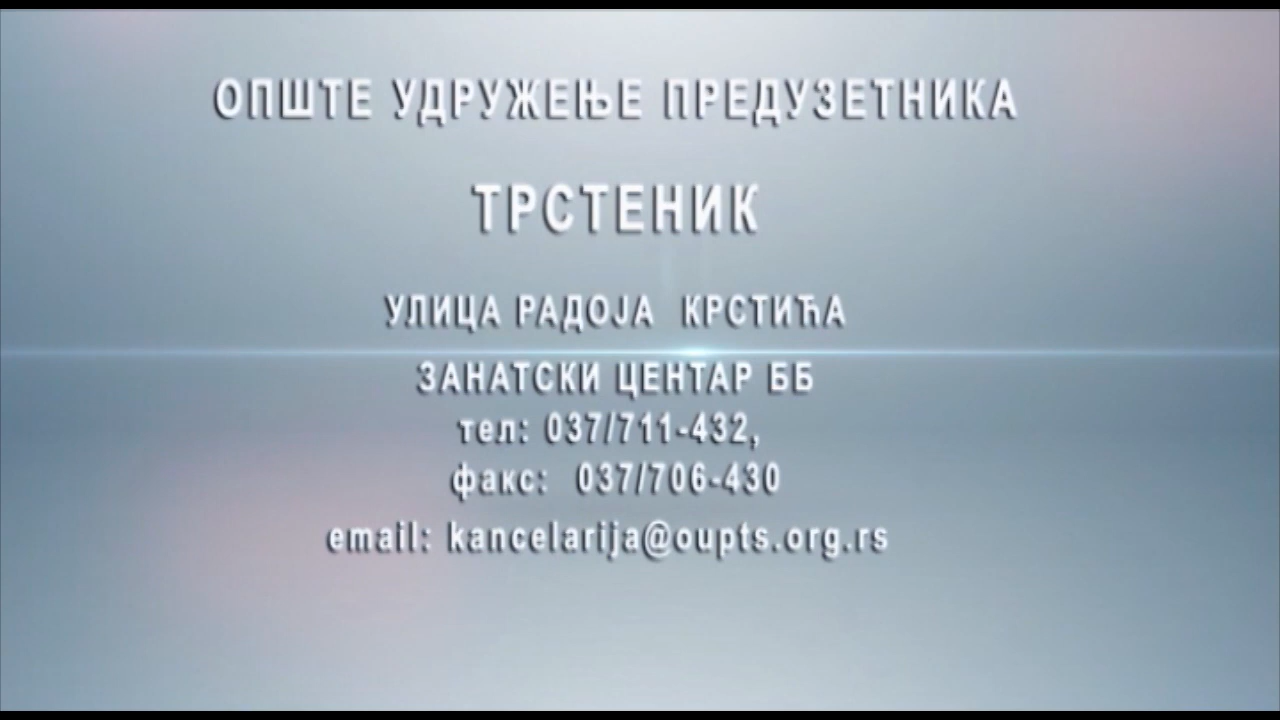 ОПШТЕ УДРУЖЕЊЕ ПРЕДУЗЕТНИКА
ТРСТЕНИК
УЛИЦА РАДОЈА КРСТИЋА
ЗАНАТСКИ ЦЕНТАР ББ
тел: 037/711-432,
факс: 037/706-430
email: kancelarija@oupts.org.rs